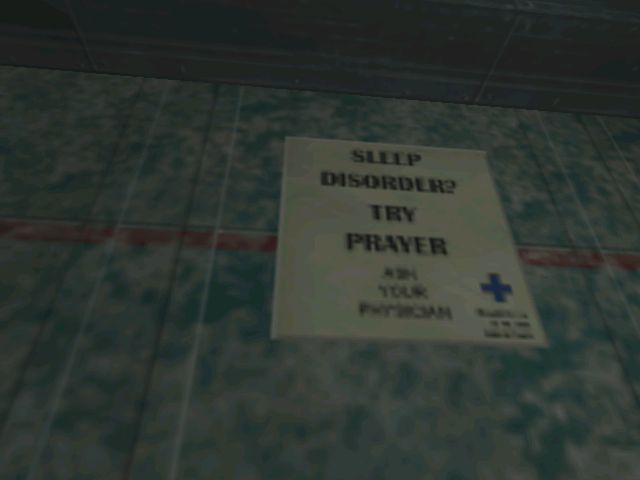 SLEEP
DISORDER?
TRY
PRAYER
ASK
YOUR
PHYSICIAN